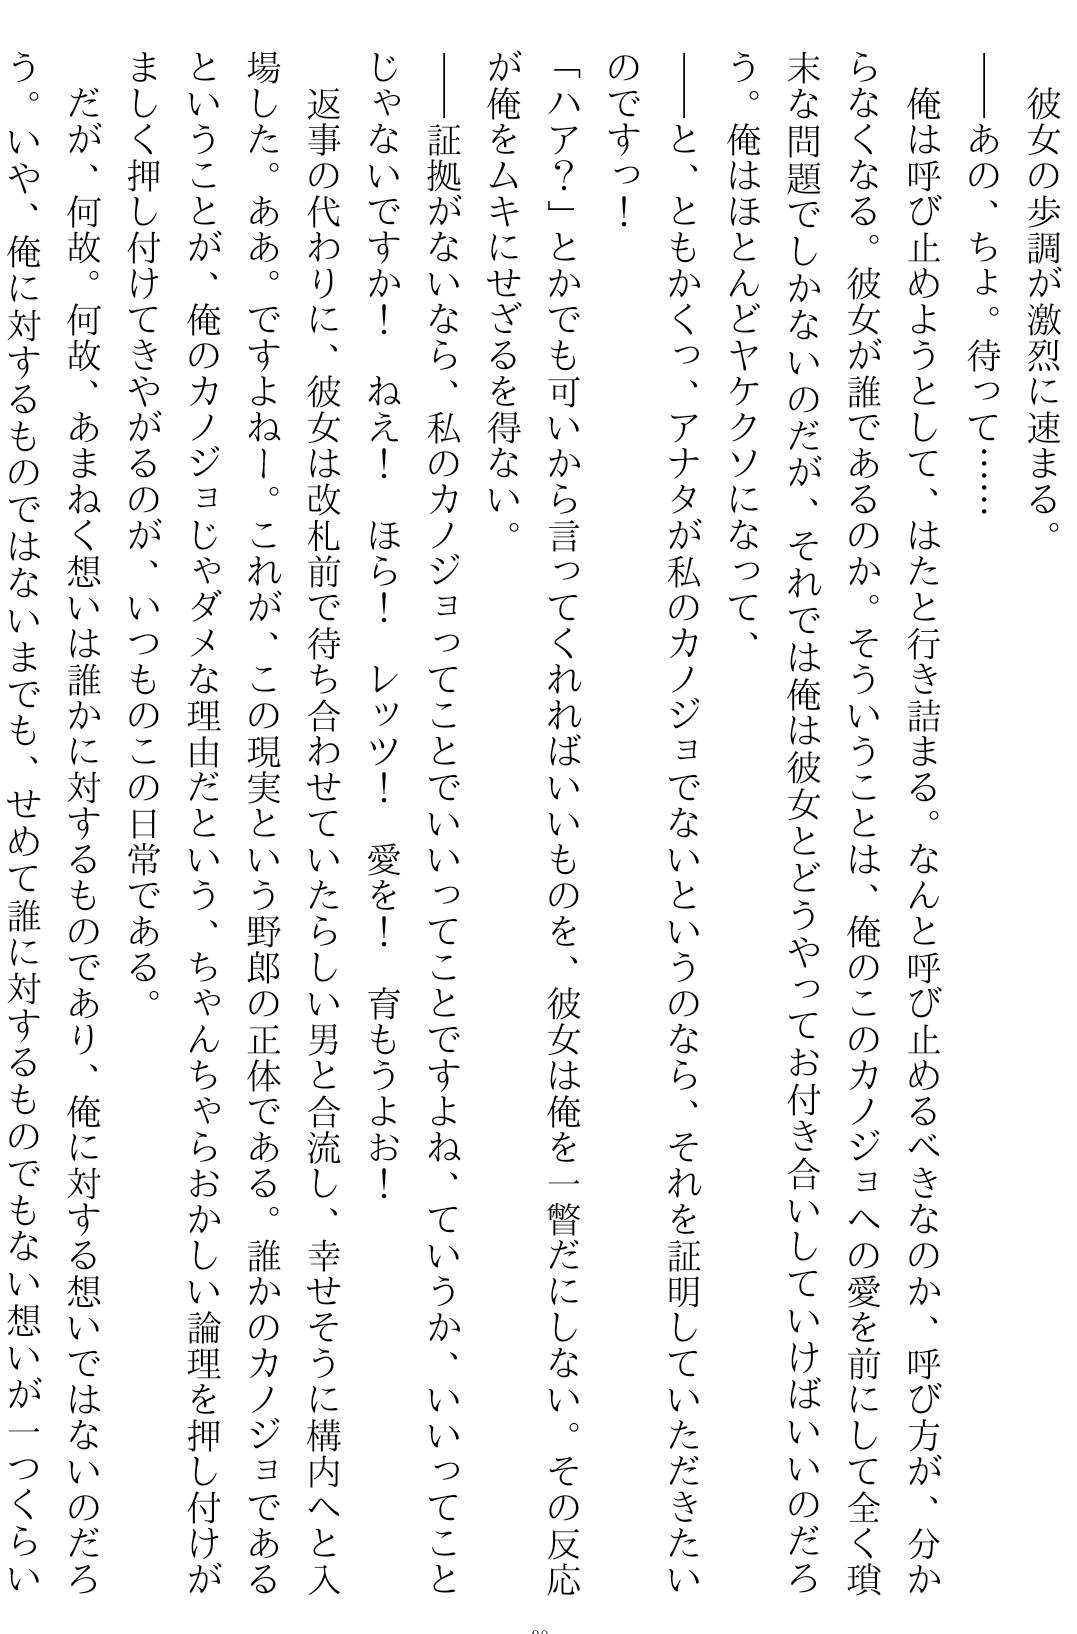 彼女の歩調が激烈に速まる。
――あの、ちょ。待って……
　俺は呼び止めようとして、はたと行き詰まる。なんと呼び止めるべきなのか、呼び方が、分か
らなくなる。彼女が誰であるのか。そういうことは、俺のこのカノジョへの愛を前にして全く瑣
末な問題でしかないのだが、それでは俺は彼女とどうやってお付き合いしていけばいいのだろ
う。俺はほとんどヤケクソになって、
――と、ともかくっ、アナタが私のカノジョでないというのなら、それを証明していただきたい
のですっ！
「ハア？」とかでも可いから言ってくれればいいものを、彼女は俺を一瞥だにしない。その反応
が俺をムキにせざるを得ない。
――証拠がないなら、私のカノジョってことでいいってことですよね、ていうか、いいってこと
じゃないですか！　ねえ！　ほら！　レッツ！　愛を！　育もうよお！
　返事の代わりに、彼女は改札前で待ち合わせていたらしい男と合流し、幸せそうに構内へと入
場した。ああ。ですよねー。これが、この現実という野郎の正体である。誰かのカノジョである
ということが、俺のカノジョじゃダメな理由だという、ちゃんちゃらおかしい論理を押し付けが
ましく押し付けてきやがるのが、いつものこの日常である。
　だが、何故。何故、あまねく想いは誰かに対するものであり、俺に対する想いではないのだろ
う。いや、俺に対するものではないまでも、せめて誰に対するものでもない想いが一つくらい